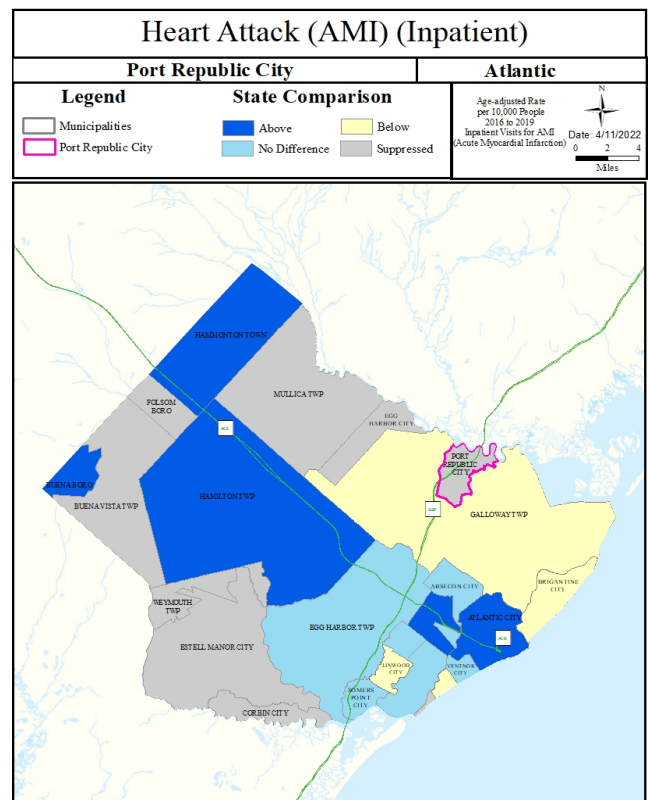 Heart Attack (AMI) (Inpatient)
Port Republic City
Atlantic
Legend
Municipalities
Port Republic City
State Comparison
Above
Below
No Difference
Suppressed
Age-adjusted Rate
per 10,000 People
2016 to 2019
Inpatient Visits for AMI
(Acute Myocardial Infarction)
N
Date: 4/11/2022
0 2 4
Miles
HAMMONTON TOWN
MULLICA TWP
FOLSOM
BORO
EGG
HARBOR CITY
PORT
REPUBLIC
CITY
BUENA BORO
BUENA VISTA TWP
HAMILTON TWP
GALLOWAY TWP
ABSECON CITY
BRIGANTINE
CITY
WEYMOUTH
TWP
ATLANTIC CITY
EGG HARBOR TWP
ESTELL MANOR CITY
LINWOOD
CITY
VENTNOR
CITY
SOMERS
POINT
CITY
CORBIN CITY